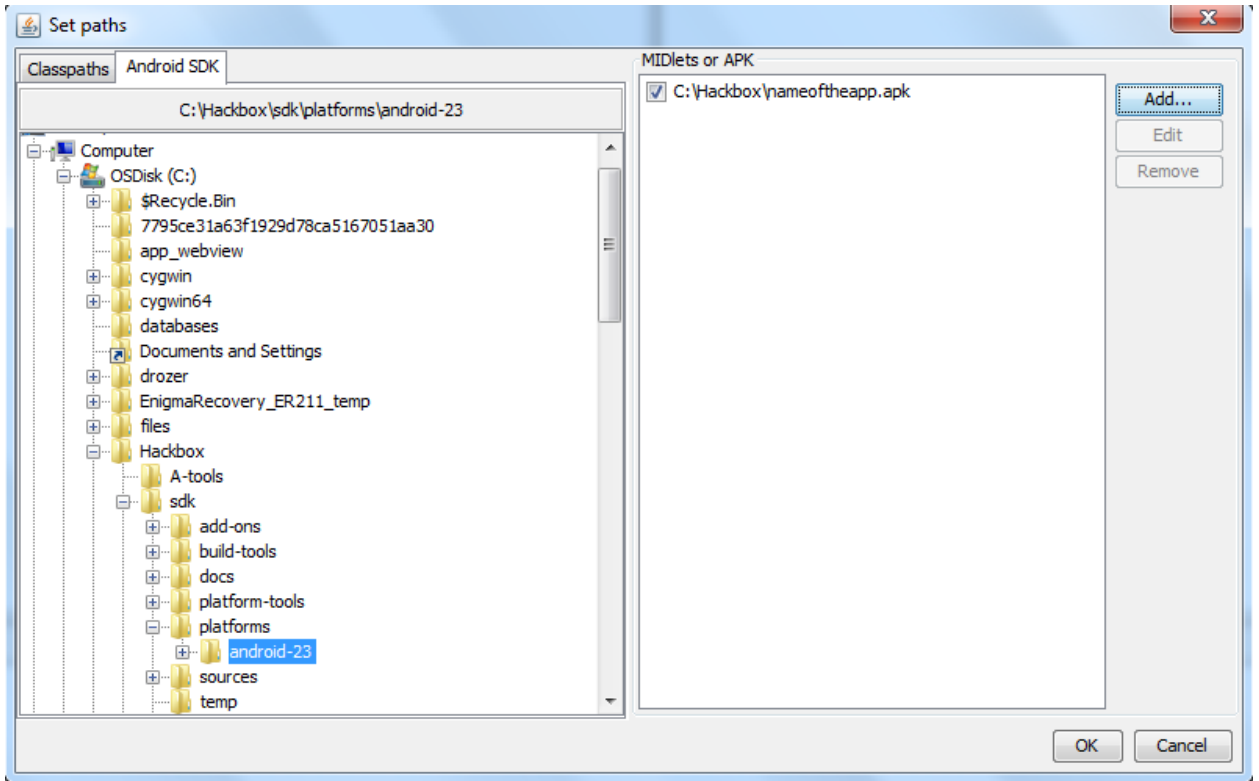 Set paths
Classpaths
Android SDK
C:\Hackbox\sdk\platforms\android-23
Computer
OSDisk (C:)
$Recycle.Bin
7795ce31a63f1929d78ca5167051aa30
app_webview
cygwin
cygwin64
databases
Documents and Settings
drozer
EnigmaRecovery_ER211_temp
files
Hackbox
A-tools
sdk
add-ons
build-tools
docs
platform-tools
platforms
android-23
sources
temp
MIDlets or APK
C:\Hackbox\nameoftheapp.apk
Add...
Edit
Remove
OK
Cancel